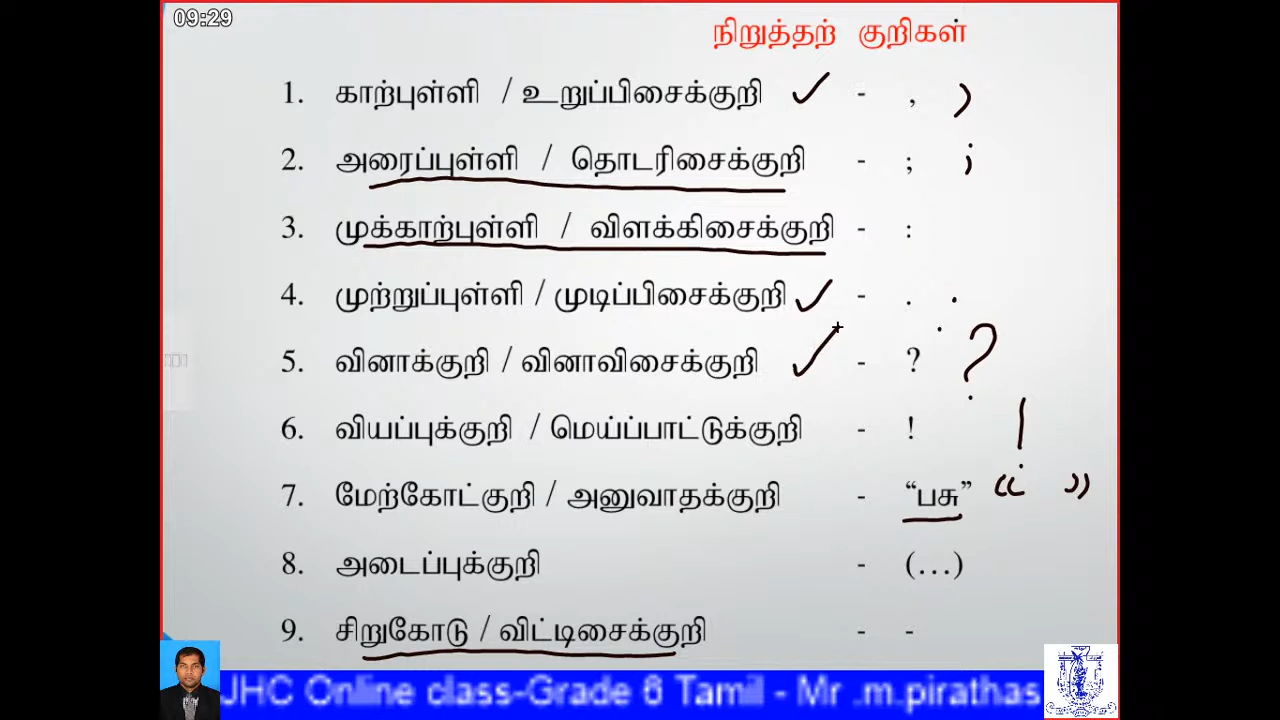 09:29
நிறுத்தற் குறிகள்
1. காற்புள்ளி / உறுப்பிசைக்குறி ✓ - , ,
2. அரைப்புள்ளி / தொடரிசைக்குறி - ; ;
3. முக்காற்புள்ளி / விளக்கிசைக்குறி - :
4. முற்றுப்புள்ளி / முடிப்பிசைக்குறி ✓ - . .
5. வினாக்குறி / வினாவிசைக்குறி ✓ - ? ?
6. வியப்புக்குறி / மெய்ப்பாட்டுக்குறி - ! !
7. மேற்கோட்குறி / அனுவாதக்குறி - “பசு” “ ”
8. அடைப்புக்குறி - (...)
9. சிறுகோடு / விட்டிசைக்குறி - -
JHC Online class-Grade 6 Tamil - Mr .m.pirathas